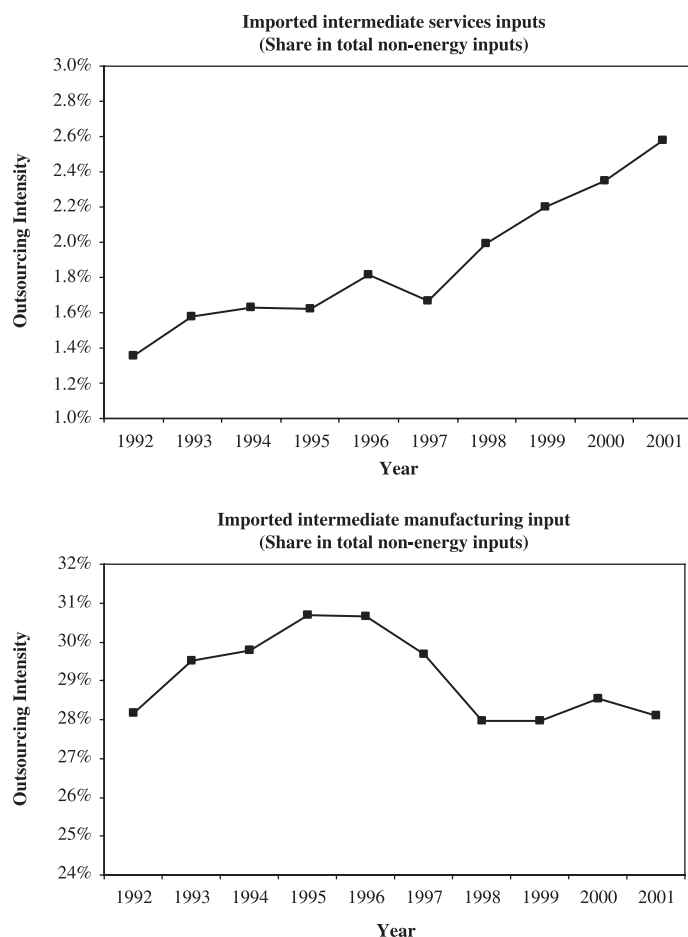 Imported intermediate services inputs
(Share in total non-energy inputs)
3.0%
2.8%
2.6%
2.4%
2.2%
2.0%
1.8%
1.6%
1.4%
1.2%
1.0%
Outsourcing Intensity
1992 1993 1994 1995 1996 1997 1998 1999 2000 2001
Year
Imported intermediate manufacturing input
(Share in total non-energy inputs)
32%
31%
30%
29%
28%
27%
26%
25%
24%
Outsourcing Intensity
1992 1993 1994 1995 1996 1997 1998 1999 2000 2001
Year